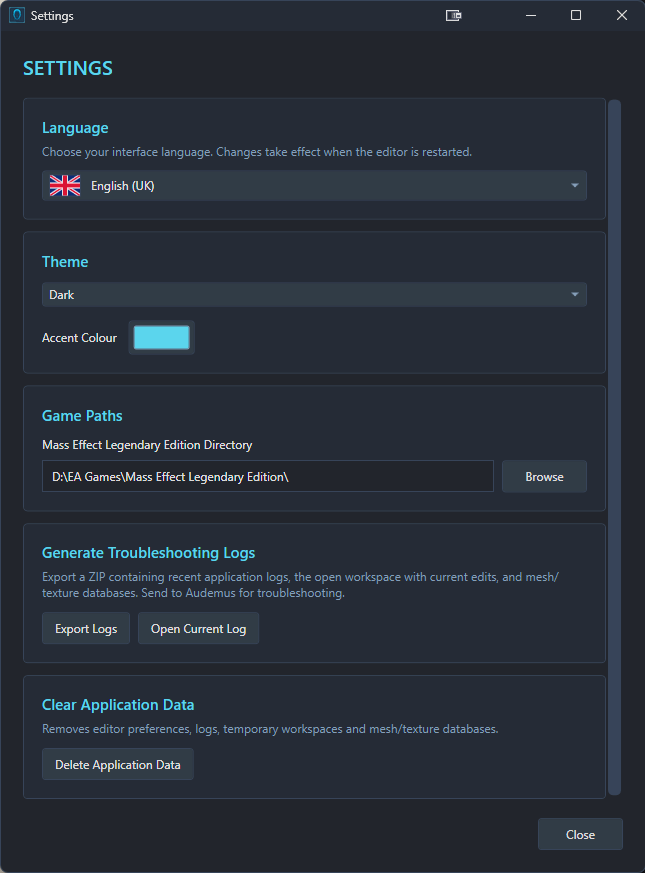 Settings
SETTINGS
Language
Choose your interface language. Changes take effect when the editor is restarted.
English (UK)
Theme
Dark
Accent Colour
Game Paths
Mass Effect Legendary Edition Directory
D:\EA Games\Mass Effect Legendary Edition\
Browse
Generate Troubleshooting Logs
Export a ZIP containing recent application logs, the open workspace with current edits, and mesh/
texture databases. Send to Audemus for troubleshooting.
Export Logs
Open Current Log
Clear Application Data
Removes editor preferences, logs, temporary workspaces and mesh/texture databases.
Delete Application Data
Close